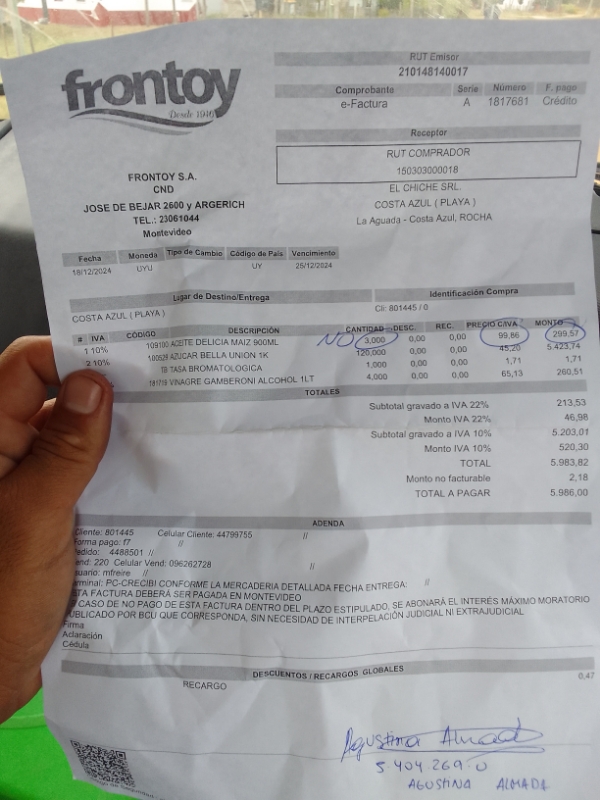 frontoy
Desde 1940
RUT Emisor
210148140017
Comprobante Serie Número F. pago
e-Factura A 1817681 Crédito
Receptor
RUT COMPRADOR
150303000018
FRONTOY S.A.
CND
JOSE DE BEJAR 2600 y ARGERICH
TEL.: 23061044
Montevideo
EL CHICHE SRL.
COSTA AZUL ( PLAYA )
La Aguada - Costa Azul, ROCHA
Fecha Moneda Tipo de Cambio Código de País Vencimiento
18/12/2024 UYU UY 25/12/2024
Lugar de Destino/Entrega Identificación Compra
COSTA AZUL ( PLAYA ) Cli: 801445 / 0
# IVA CÓDIGO DESCRIPCIÓN CANTIDAD DESC. REC. PRECIO C/IVA MONTO
1 10% 109100 ACEITE DELICIA MAIZ 900ML NO 3,000 0,00 0,00 99,86 299,57
2 10% 100529 AZUCAR BELLA UNION 1K 120,000 0,00 0,00 45,20 5.423,74
TASA BROMATOLOGICA 1,000 0,00 0,00 1,71 1,71
181719 VINAGRE GAMBERONI ALCOHOL 1LT 4,000 0,00 0,00 65,13 260,51
TOTALES
Subtotal gravado a IVA 22% 213,53
Monto IVA 22% 46,98
Subtotal gravado a IVA 10% 5.203,01
Monto IVA 10% 520,30
TOTAL 5.983,82
Monto no facturable 2,18
TOTAL A PAGAR 5.986,00
ADENDA
Cliente: 801445 Celular Cliente: 44799755 //
Forma pago: f7 //
edido: 4488501 //
end: 220 Celular Vend: 096262728 //
uario: mfreire //
minal: PC-CRECIBI CONFORME LA MERCADERIA DETALLADA FECHA ENTREGA: //
STA FACTURA DEBERÁ SER PAGADA EN MONTEVIDEO
CASO DE NO PAGO DE ESTA FACTURA DENTRO DEL PLAZO ESTIPULADO, SE ABONARÁ EL INTERÉS MÁXIMO MORATORIO
PUBLICADO POR BCU QUE CORRESPONDA, SIN NECESIDAD DE INTERPELACIÓN JUDICIAL NI EXTRAJUDICIAL
Firma
Aclaración
Cédula
DESCUENTOS / RECARGOS GLOBALES
RECARGO 0,47
Agustina Almada
5 404 269-0
AGUSTINA ALMADA